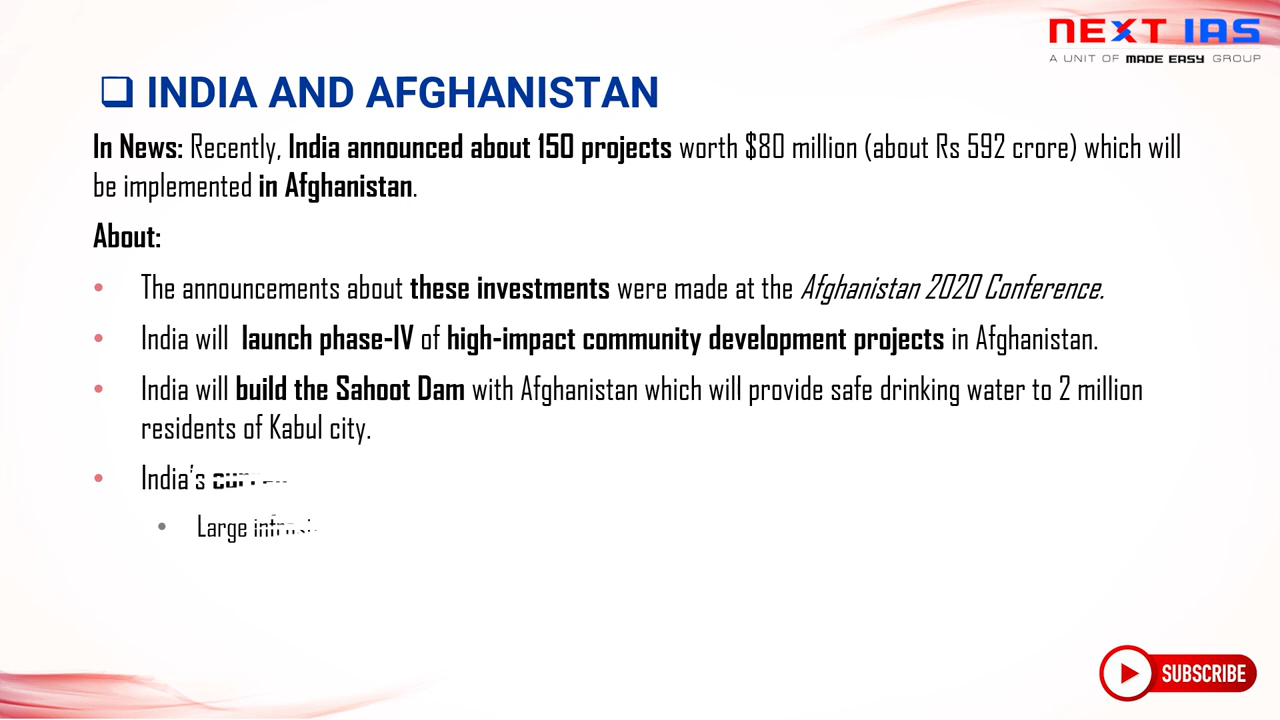 NEXT IAS
A UNIT OF MADE EASY GROUP
INDIA AND AFGHANISTAN
In News: Recently, India announced about 150 projects worth $80 million (about Rs 592 crore) which will
be implemented in Afghanistan.
About:
• The announcements about these investments were made at the Afghanistan 2020 Conference.
• India will launch phase-IV of high-impact community development projects in Afghanistan.
• India will build the Sahoot Dam with Afghanistan which will provide safe drinking water to 2 million
residents of Kabul city.
• India's
• Large
SUBSCRIBE